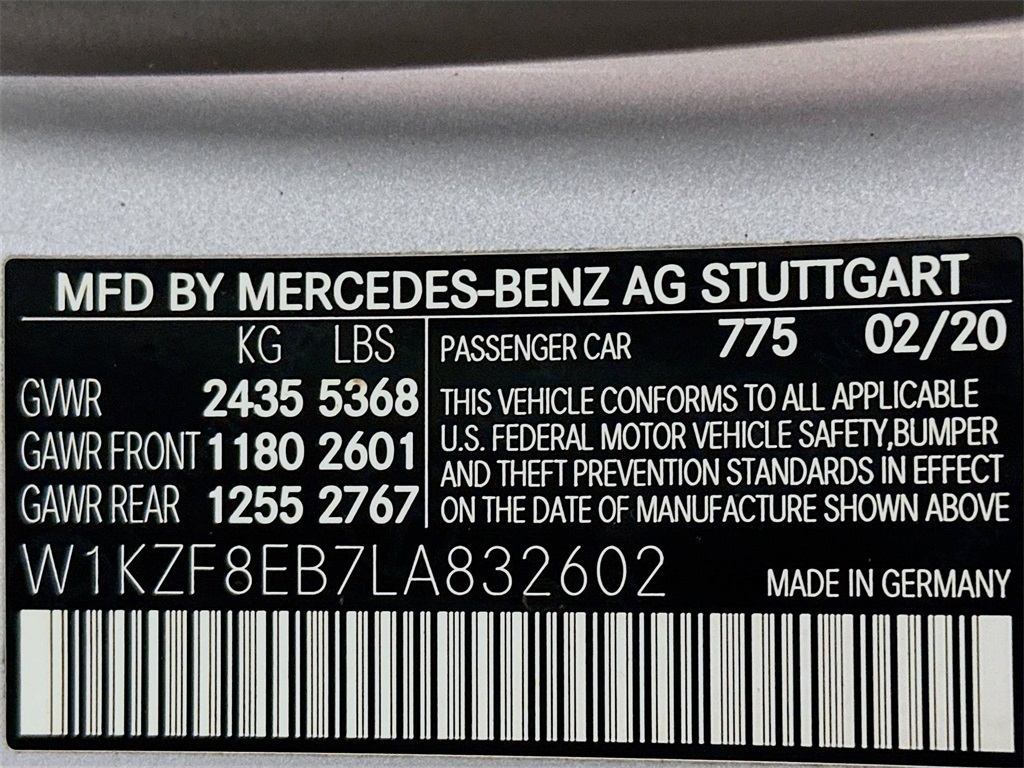 MFD BY MERCEDES-BENZ AG STUTTGART
KG LBS
PASSENGER CAR 775 02/20
GVWR 2435 5368
GAWR FRONT 1180 2601
GAWR REAR 1255 2767
THIS VEHICLE CONFORMS TO ALL APPLICABLE
U.S. FEDERAL MOTOR VEHICLE SAFETY,BUMPER
AND THEFT PREVENTION STANDARDS IN EFFECT
ON THE DATE OF MANUFACTURE SHOWN ABOVE
W1KZF8EB7LA832602
MADE IN GERMANY